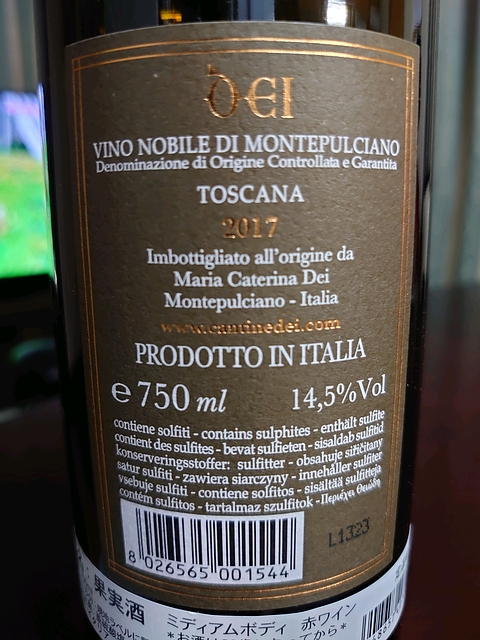 DEI
VINO NOBILE DI MONTEPULCIANO
Denominazione di Origine Controllata e Garantita
TOSCANA
2017
Imbottigliato all'origine da
Maria Caterina Dei
Montepulciano - Italia
www.cantinedei.com
PRODOTTO IN ITALIA
℮ 750 ml 14,5%Vol
contiene solfiti - contains sulphites - enthält sulfite
contient des sulfites - bevat sulfieten - sisaldab sulfitid
konserveringsstoffer: sulfitter - obsahuje siřičitany
satur sulfiti - zawiera siarczyny - innehåller sulfiter
vsebuje sulfiti - contiene solfitos - sisältää sulfitteja
contém sulfitos - tartalmaz szulfitok - Περιέχει Θειώδη
L1323
8 026565 001544
果実酒 ミディアムボディ 赤ワイン